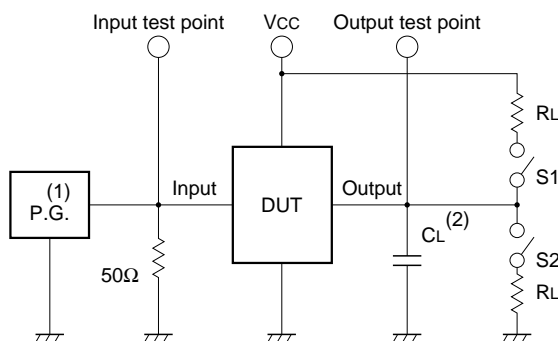 Input test point
VCC
Output test point
RL
S1
(1)
P.G.
Input
DUT
Output
CL(2)
50Ω
S2
RL